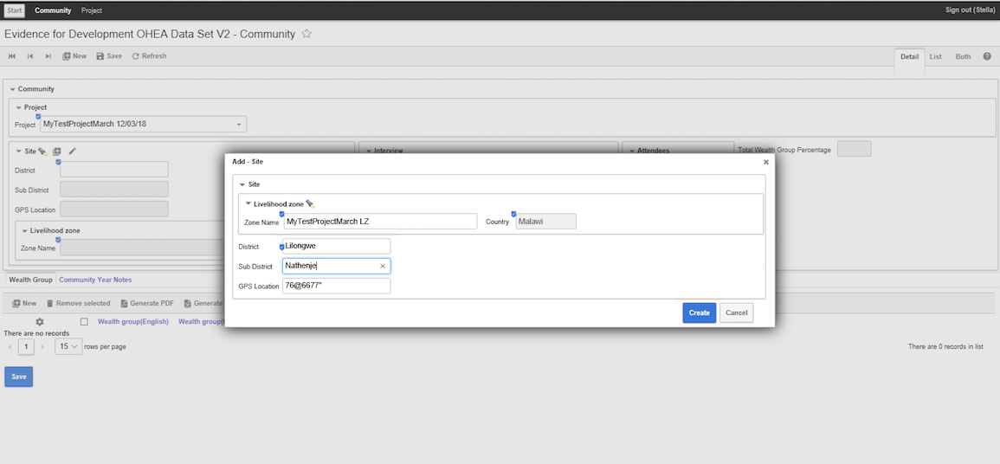 Start Community Project Sign out (Stella)
Evidence for Development OHEA Data Set V2 - Community
New Save Refresh Detail List Both ?
Community
Project
Project MyTestProjectMarch 12/03/18
Site Interview Attendees Total Wealth Group Percentage
District
Sub District
GPS Location
Livelihood zone
Zone Name
Add - Site
Site
Livelihood zone
Zone Name MyTestProjectMarch LZ Country Malawi
District Lilongwe
Sub District Nathenje
GPS Location 76@6677"
Create Cancel
Wealth Group Community Year Notes
New Remove selected Generate PDF Generate
Wealth group(English) Wealth group(
There are no records
1 15 rows per page There are 0 records in list
Save